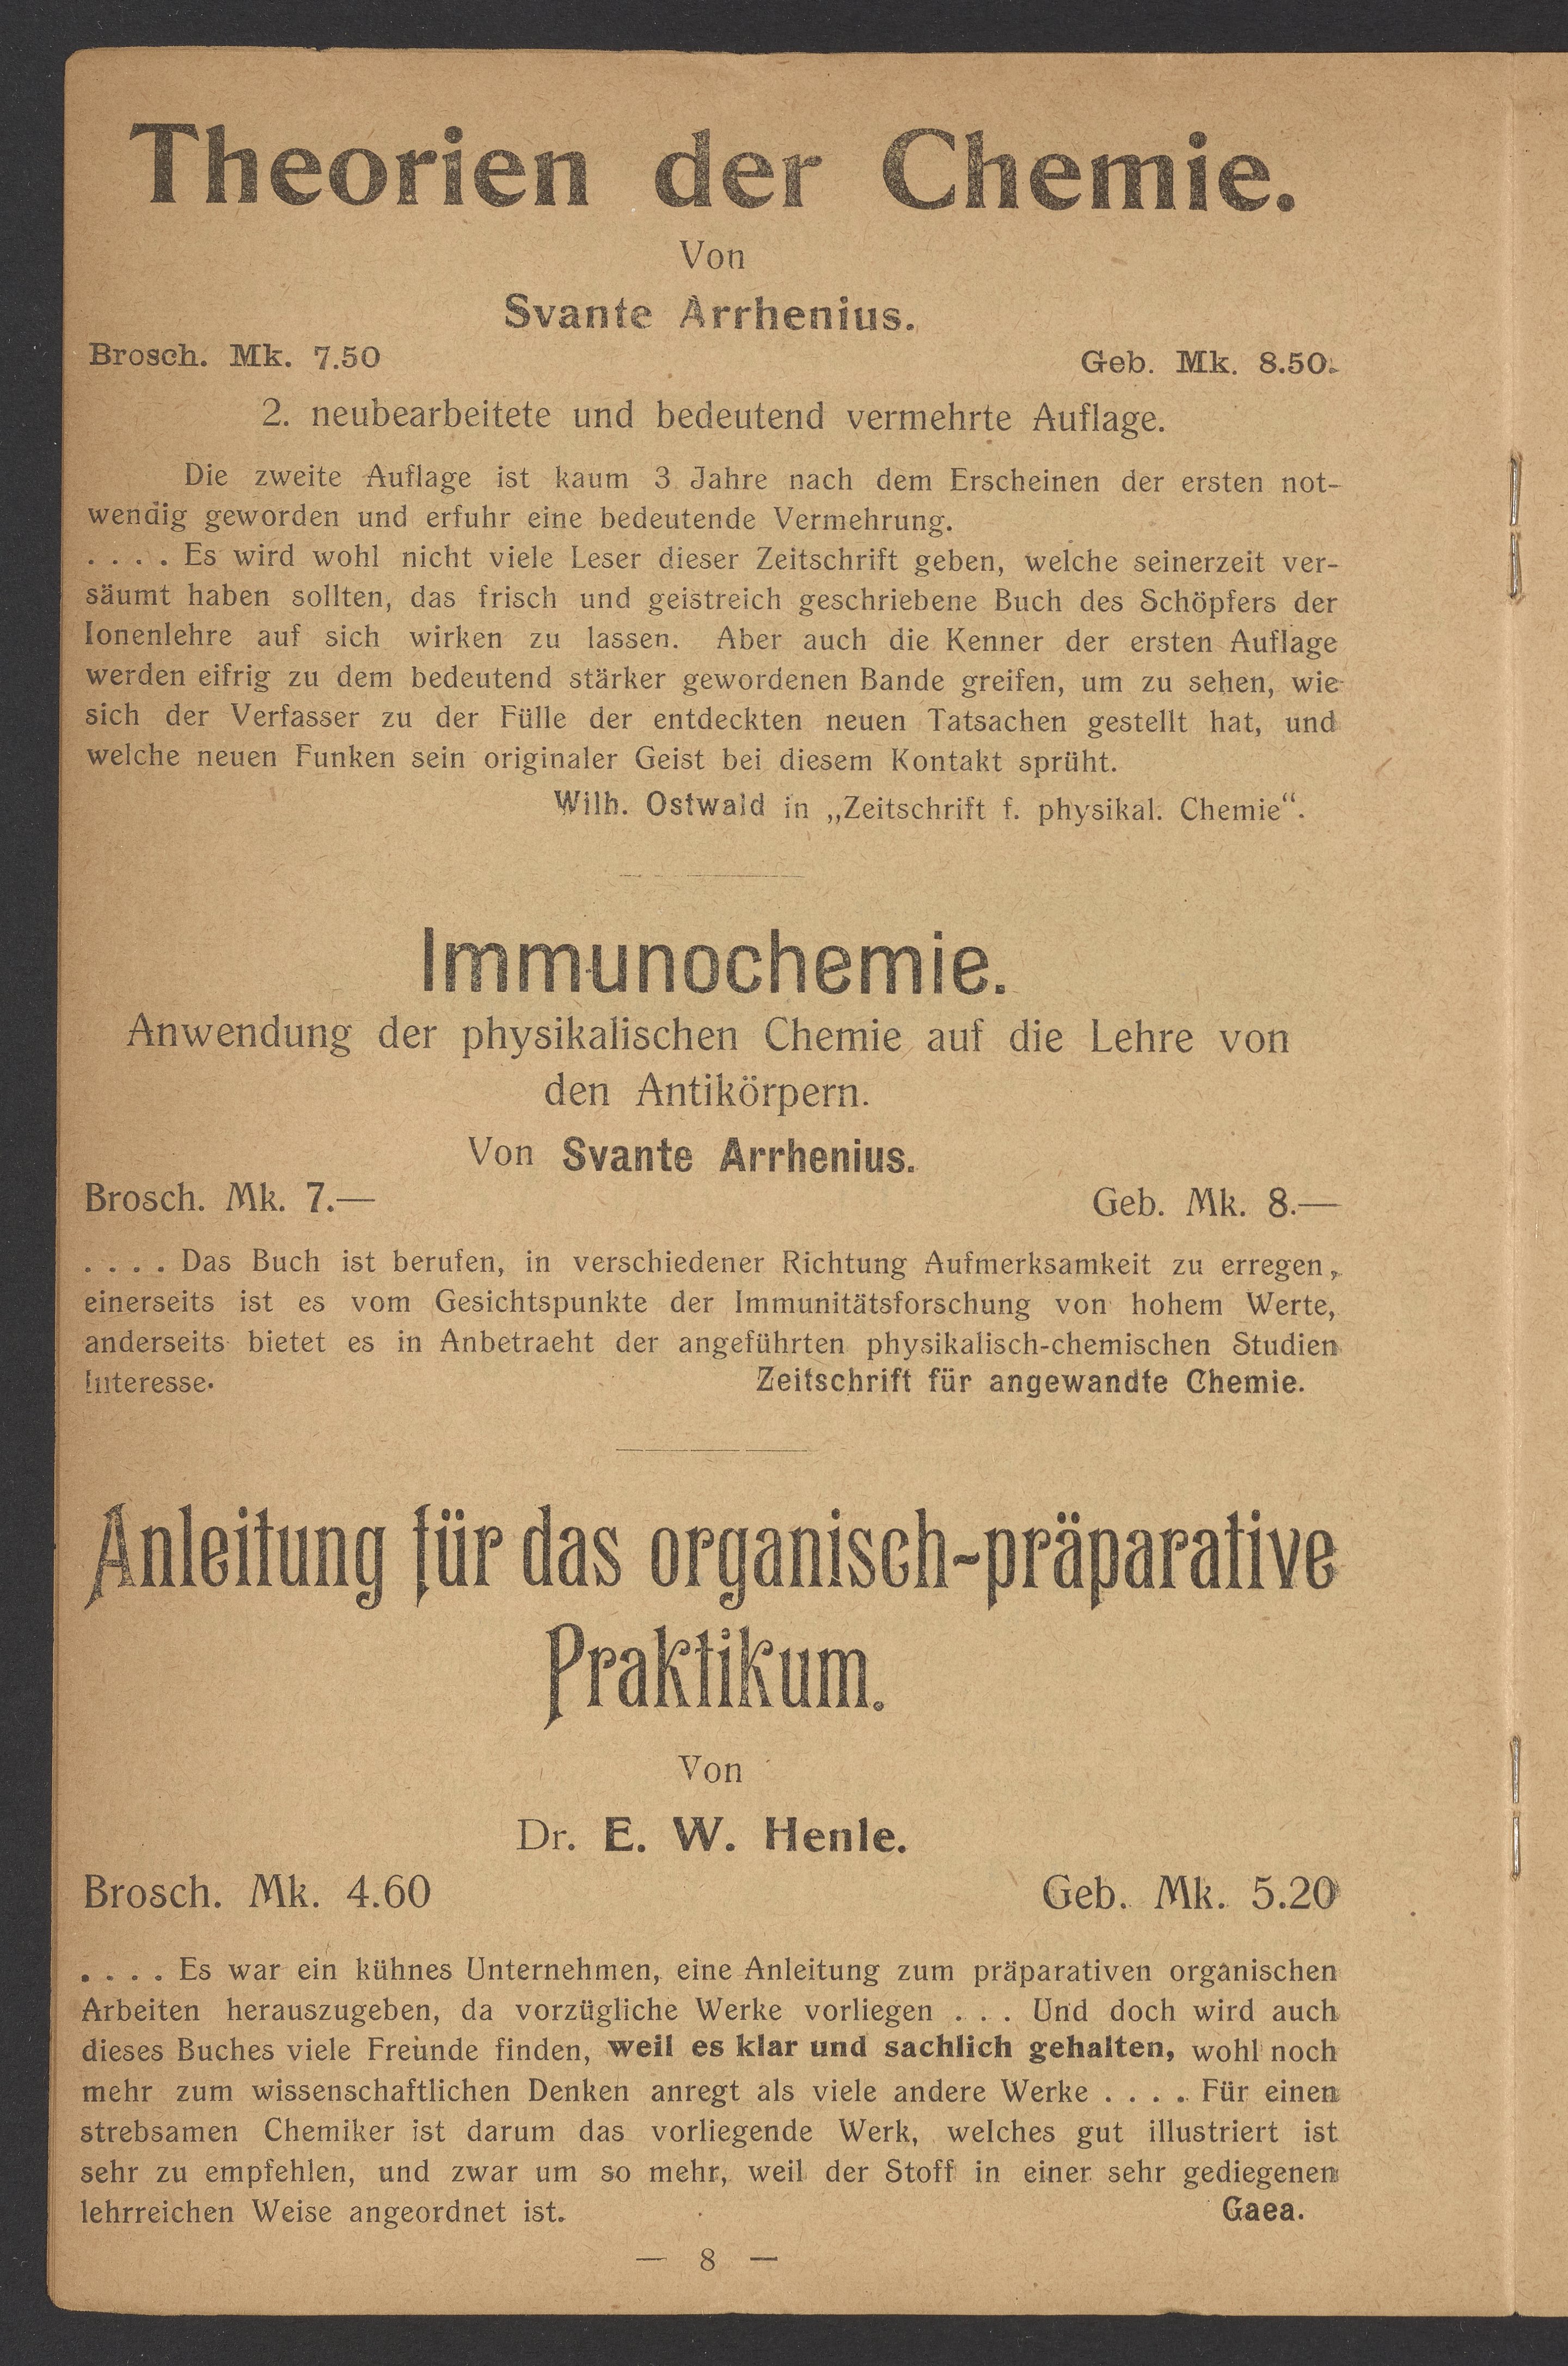 Theorien der Chemie.
Von
Svante Arrhenius.
Brosch. Mk. 7.50 Geb. Mk. 8.50.
2. neubearbeitete und bedeutend vermehrte Auflage.
Die zweite Auflage ist kaum 3 Jahre nach dem Erscheinen der ersten not-
wendig geworden und erfuhr eine bedeutende Vermehrung.
. . . . Es wird wohl nicht viele Leser dieser Zeitschrift geben, welche seinerzeit ver-
säumt haben sollten, das frisch und geistreich geschriebene Buch des Schöpfers der
Ionenlehre auf sich wirken zu lassen. Aber auch die Kenner der ersten Auflage
werden eifrig zu dem bedeutend stärker gewordenen Bande greifen, um zu sehen, wie
sich der Verfasser zu der Fülle der entdeckten neuen Tatsachen gestellt hat, und
welche neuen Funken sein originaler Geist bei diesem Kontakt sprüht.
Wilh. Ostwald in „Zeitschrift f. physikal. Chemie“.
Immunochemie.
Anwendung der physikalischen Chemie auf die Lehre von
den Antikörpern.
Von Svante Arrhenius.
Brosch. Mk. 7.— Geb. Mk. 8.—
. . . . Das Buch ist berufen, in verschiedener Richtung Aufmerksamkeit zu erregen,
einerseits ist es vom Gesichtspunkte der Immunitätsforschung von hohem Werte,
anderseits bietet es in Anbetraeht der angeführten physikalisch-chemischen Studien
Interesse. Zeitschrift für angewandte Chemie.
Anleitung für das organisch-präparative
Praktikum.
Von
Dr. E. W. Henle.
Brosch. Mk. 4.60 Geb. Mk. 5.20
. . . . Es war ein kühnes Unternehmen, eine Anleitung zum präparativen organischen
Arbeiten herauszugeben, da vorzügliche Werke vorliegen . . . Und doch wird auch
dieses Buches viele Freunde finden, weil es klar und sachlich gehalten, wohl noch
mehr zum wissenschaftlichen Denken anregt als viele andere Werke . . . . Für einen
strebsamen Chemiker ist darum das vorliegende Werk, welches gut illustriert ist
sehr zu empfehlen, und zwar um so mehr, weil der Stoff in einer sehr gediegenen
lehrreichen Weise angeordnet ist. Gaea.
— 8 —